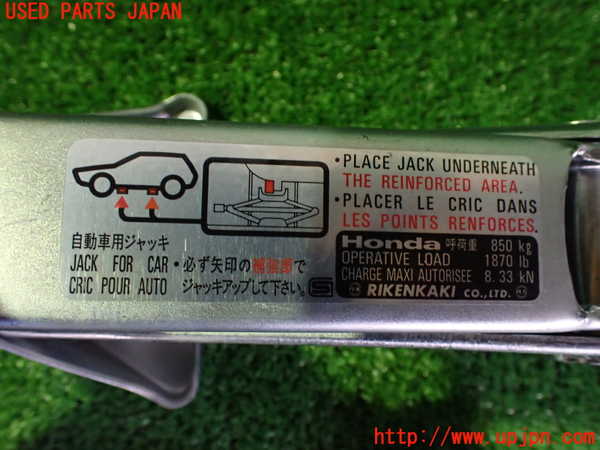 USED PARTS JAPAN
・PLACE JACK UNDERNEATH
THE REINFORCED AREA.
・PLACER LE CRIC DANS
LES POINTS RENFORCES.
自動車用ジャッキ
JACK FOR CAR
CRIC POUR AUTO
・必ず矢印の補強部で
ジャッキアップして下さい。
Honda 呼荷重 850 kg
OPERATIVE LOAD 1870 lb
CHARGE MAXI AUTORISEE 8.33 kN
RIKENKAKI CO.,LTD.
http://www.upjpn.com/